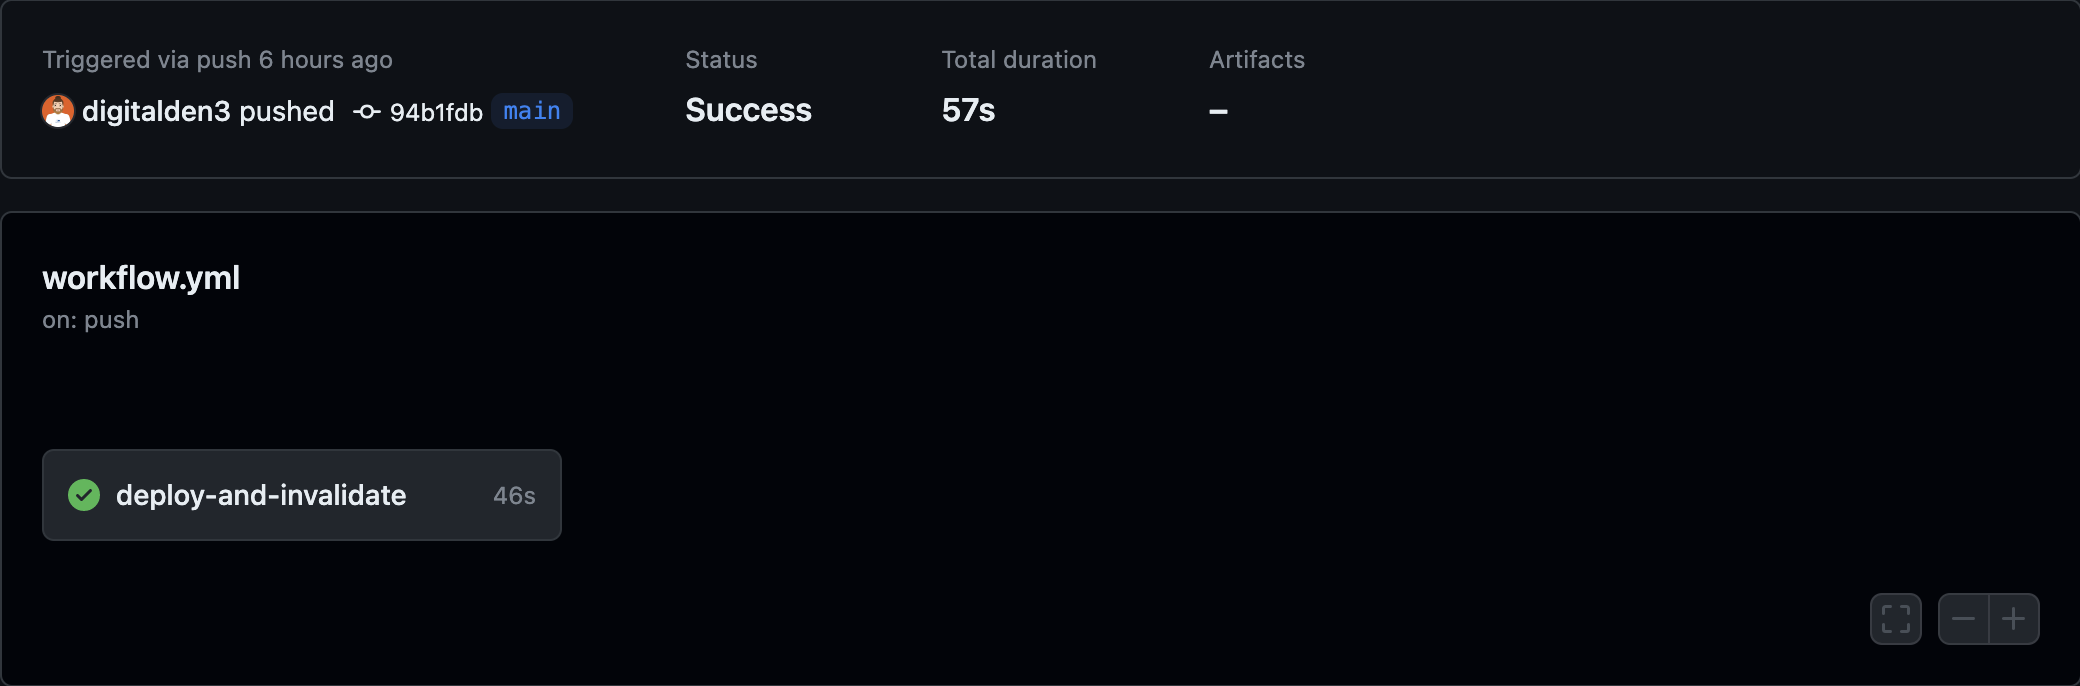 Triggered via push 6 hours ago
digitalden3 pushed 94b1fdb main
Status
Success
Total duration
57s
Artifacts
–
workflow.yml
on: push
deploy-and-invalidate 46s